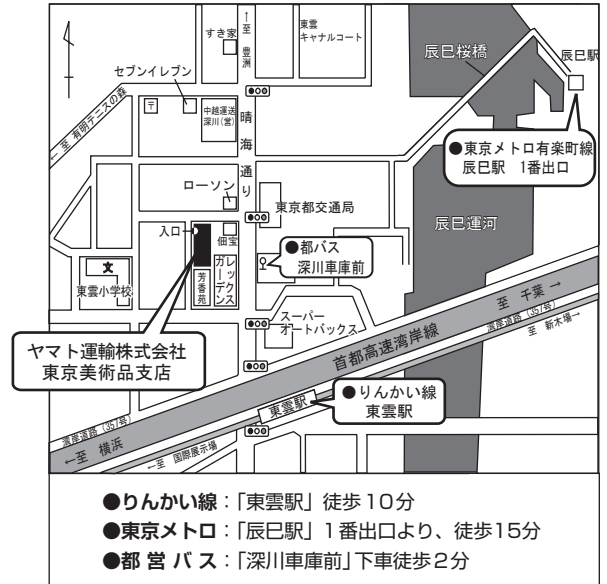 すき家
←至 豊洲
東雲
キャナルコート
辰巳桜橋
辰巳駅
セブンイレブン
〒
中越運送
深川(営)
←至 有明テニスの森
晴海通り
●東京メトロ有楽町線
辰巳駅 1番出口
ローソン
東京都交通局
辰巳運河
入口
佃宝
●都バス
深川車庫前
文
東雲小学校
芳香苑
レックス
ガーデンズ
スーパー
オートバックス
至 千葉→
湾岸道路(357号)
至 新木場→
首都高速湾岸線
ヤマト運輸株式会社
東京美術品支店
●りんかい線
東雲駅
東雲駅
湾岸道路(357号)
←至 横浜
←至 国際展示場
●りんかい線:「東雲駅」徒歩10分
●東京メトロ:「辰巳駅」1番出口より、徒歩15分
●都営バス:「深川車庫前」下車徒歩2分